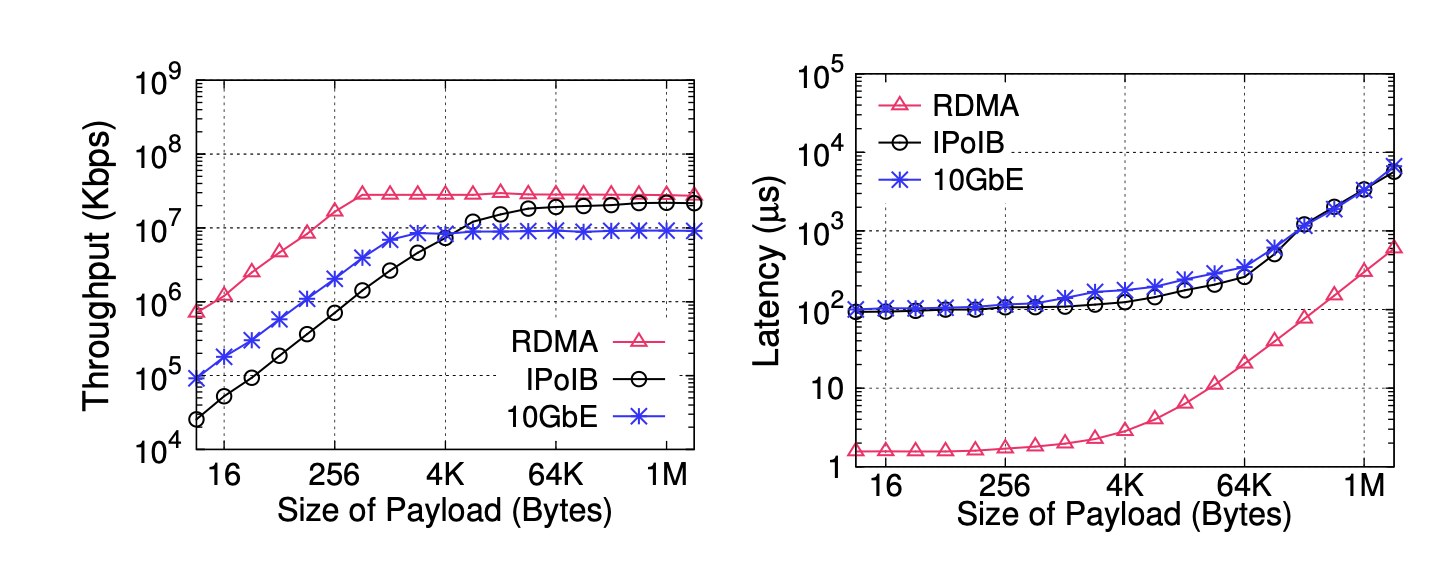 10^9
10^8
10^7
10^6
10^5
10^4
Throughput (Kbps)
RDMA
IPoIB
10GbE
16 256 4K 64K 1M
Size of Payload (Bytes)
10^5
10^4
10^3
10^2
10
1
Latency (µs)
RDMA
IPoIB
10GbE
16 256 4K 64K 1M
Size of Payload (Bytes)